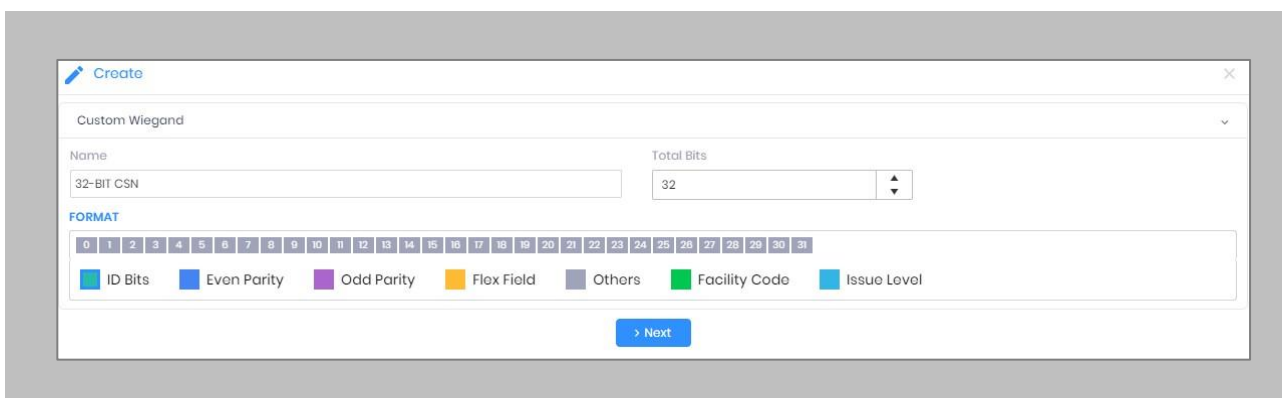 Create
Custom Wiegand
Name Total Bits
32-BIT CSN 32
FORMAT
0 1 2 3 4 5 6 7 8 9 10 11 12 13 14 15 16 17 18 19 20 21 22 23 24 25 26 27 28 29 30 31
ID Bits Even Parity Odd Parity Flex Field Others Facility Code Issue Level
> Next